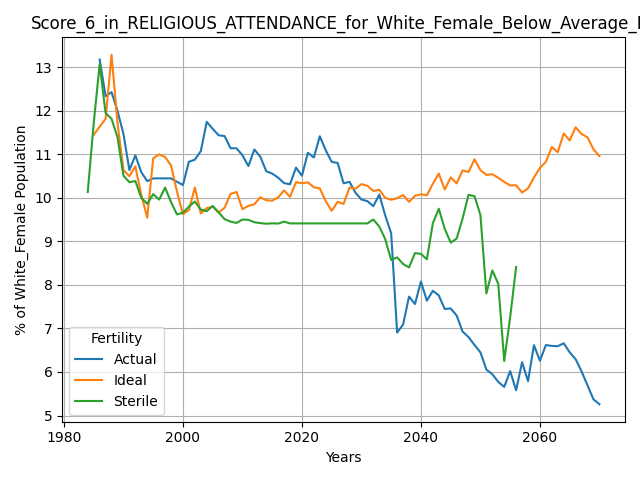 Score_6_in_RELIGIOUS_ATTENDANCE_for_White_Female_Below_Average_
% of White_Female Population
13
12
11
10
9
8
7
6
5
Fertility
Actual
Ideal
Sterile
1980
2000
2020
2040
2060
Years